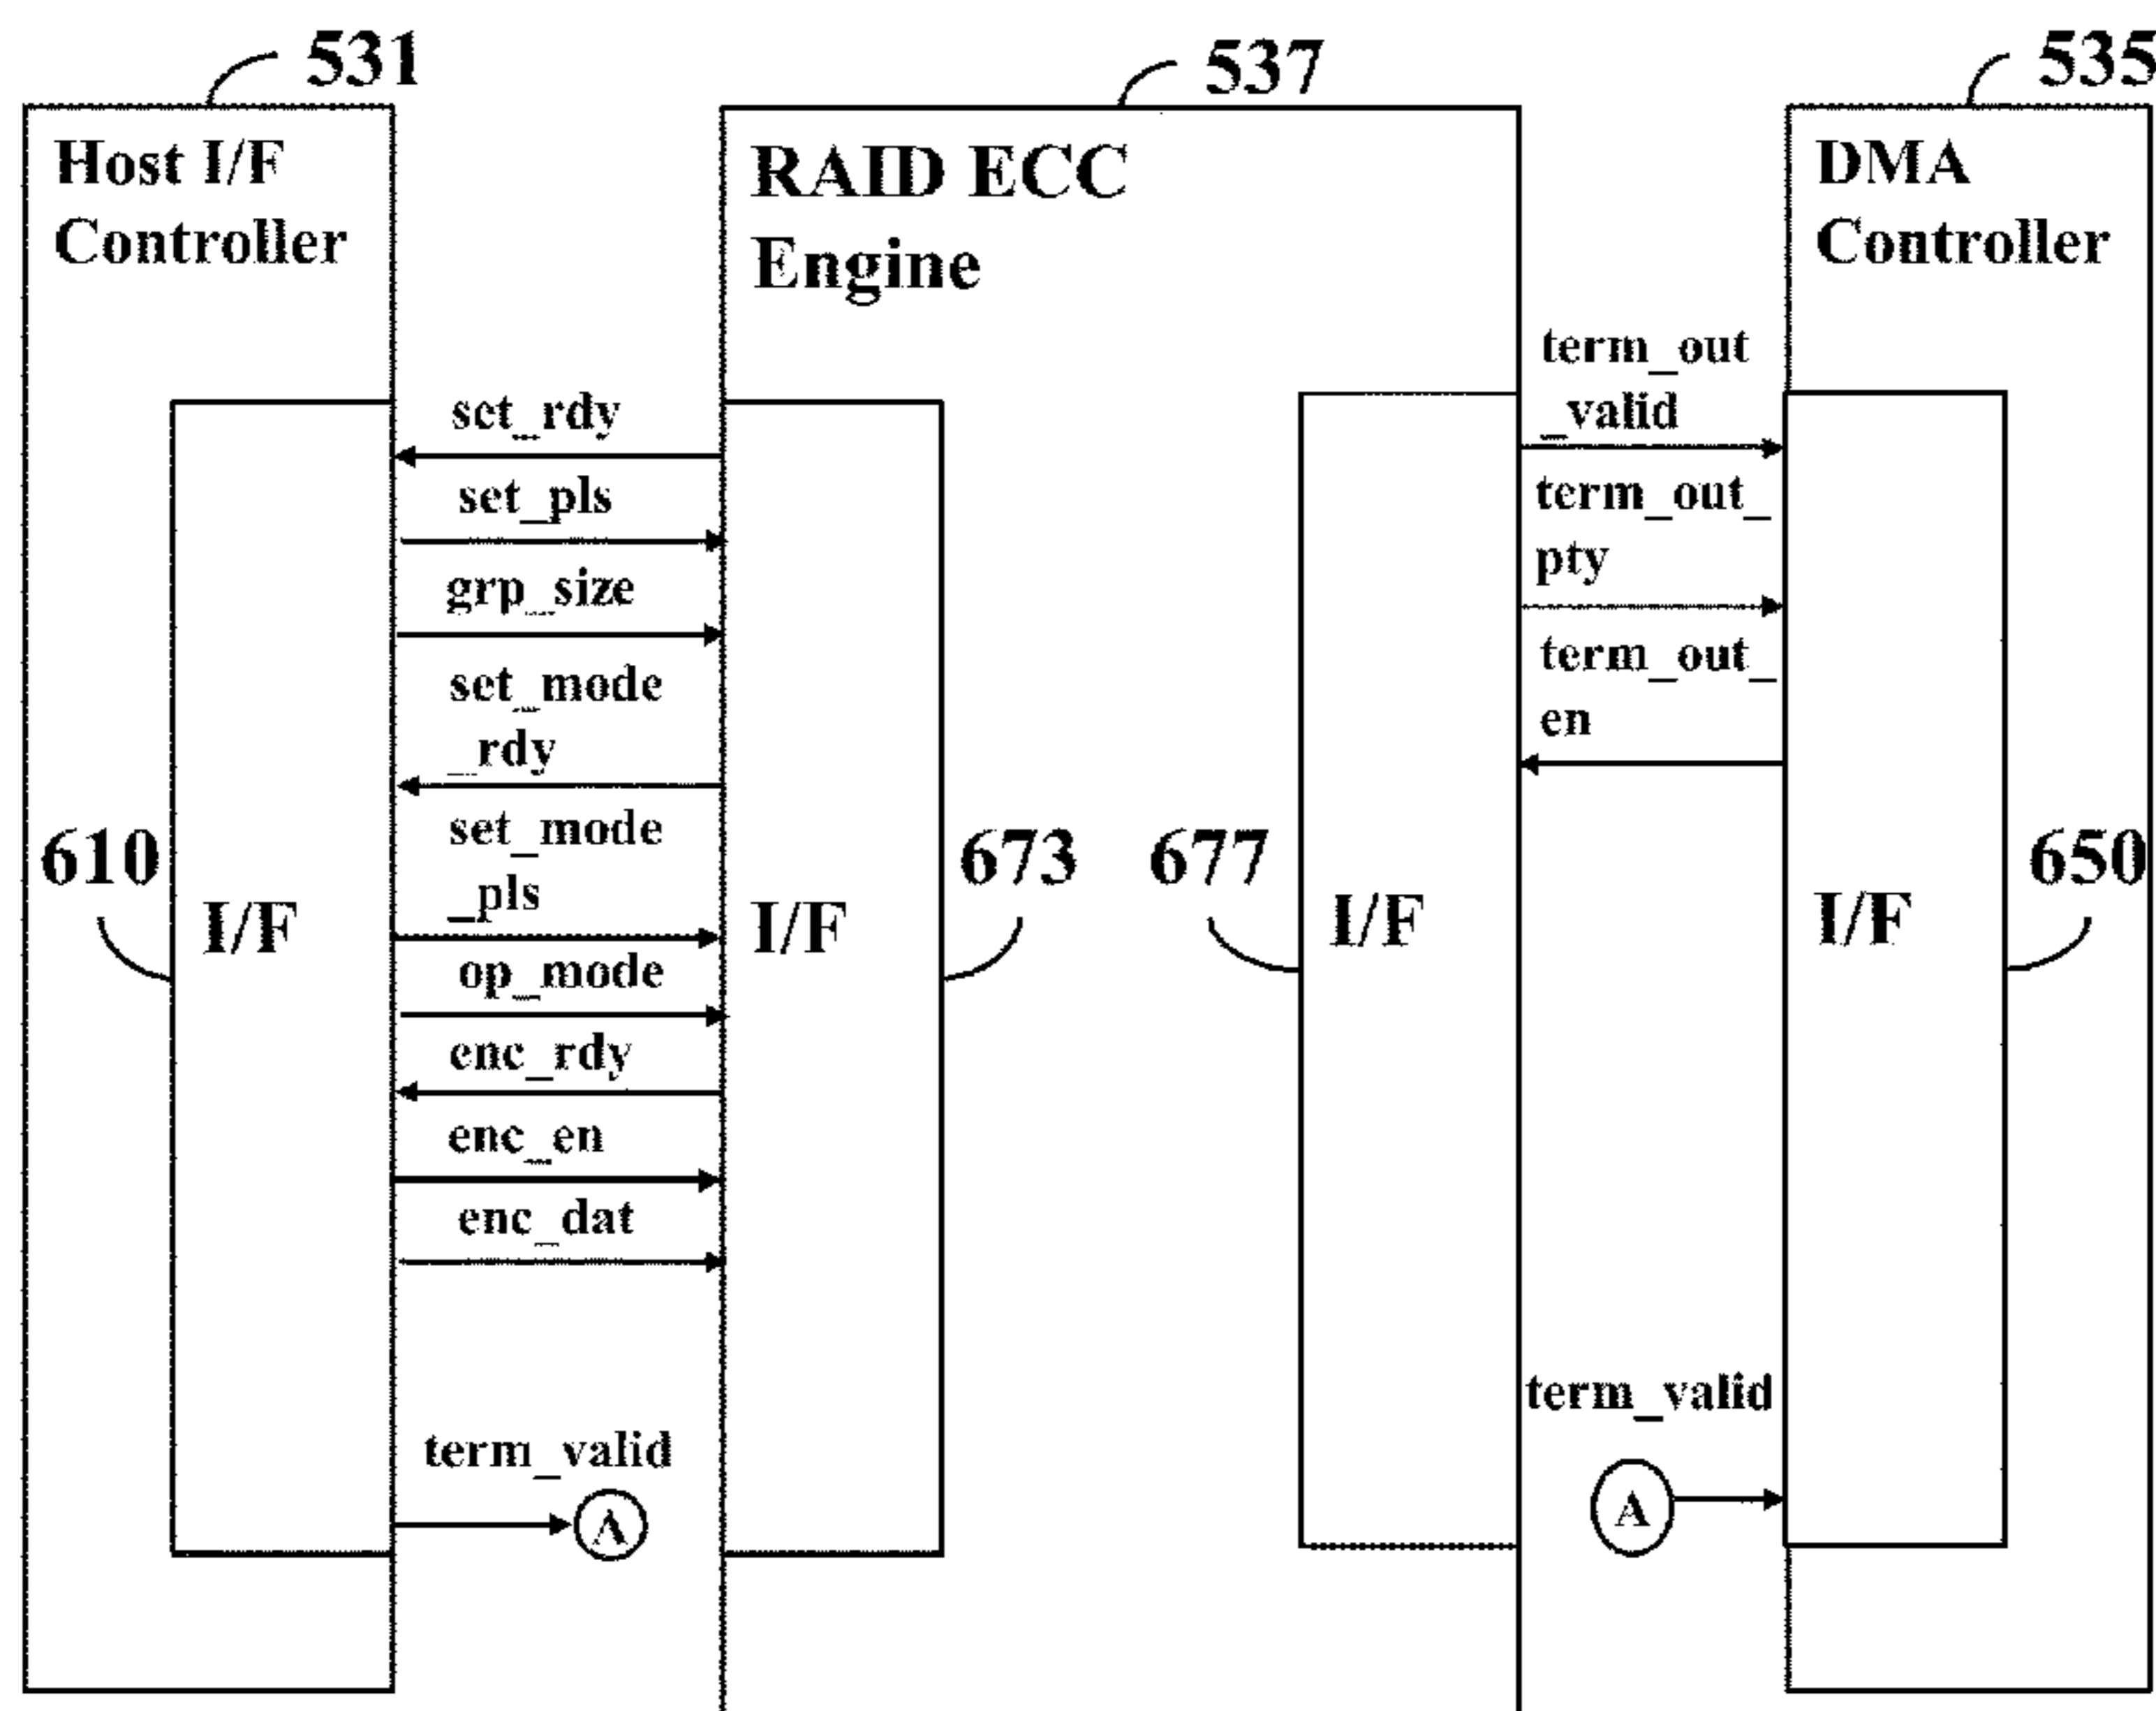 531
537
535
Host I/F
Controller
RAID ECC
Engine
DMA
Controller
set_rdy
set_pls
grp_size
set_mode
_rdy
set_mode
_pls
op_mode
enc_rdy
enc_en
enc_dat
term_valid
A
term_out
_valid
term_out_
pty
term_out_
en
term_valid
A
610
I/F
673
I/F
677
I/F
650
I/F